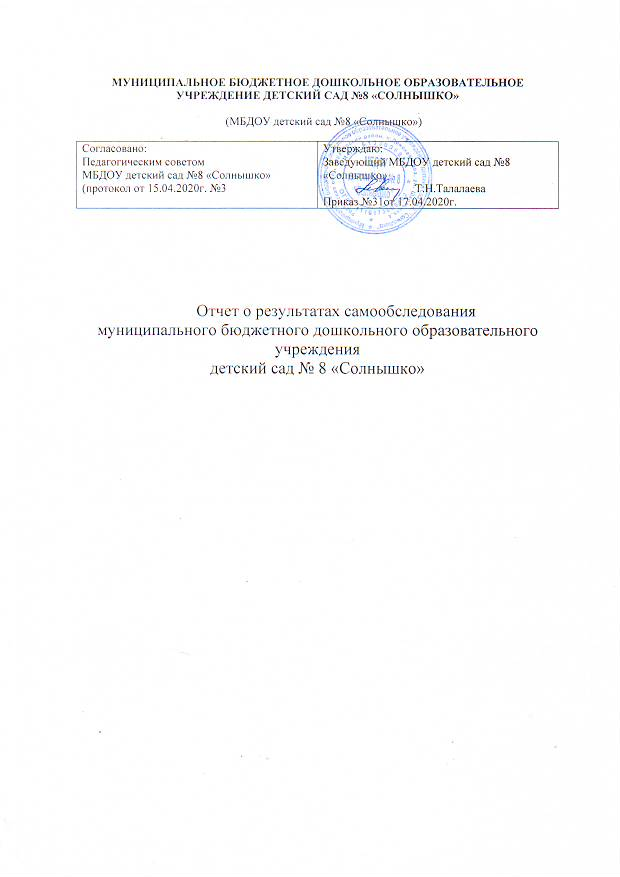 МУНИЦИПАЛЬНОЕ БЮДЖЕТНОЕ ДОШКОЛЬНОЕ ОБРАЗОВАТЕЛЬНОЕ
УЧРЕЖДЕНИЕ ДЕТСКИЙ САД №8 «СОЛНЫШКО»
(МБДОУ детский сад №8 «Солнышко»)
Согласовано:
Педагогическим советом
МБДОУ детский сад №8 «Солнышко»
(протокол от 15.04.2020г. №3
Утверждаю:
Заведующий МБДОУ детский сад №8
«Солнышко»
Т.Н.Талалаева
Приказ №31от 17.04.2020г.
Отчет о результатах самообследования
муниципального бюджетного дошкольного образовательного
учреждения
детский сад № 8 «Солнышко»